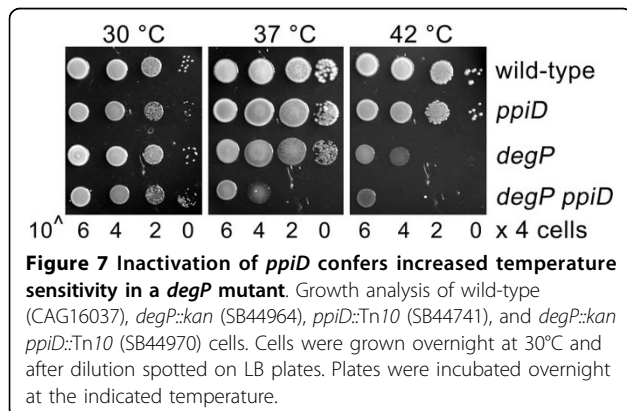 30 °C 37 °C 42 °C
wild-type
ppiD
degP
degP ppiD
10^ 6 4 2 0 6 4 2 0 6 4 2 0 x 4 cells
Figure 7 Inactivation of ppiD confers increased temperature
sensitivity in a degP mutant. Growth analysis of wild-type
(CAG16037), degP::kan (SB44964), ppiD::Tn10 (SB44741), and degP::kan
ppiD::Tn10 (SB44970) cells. Cells were grown overnight at 30°C and
after dilution spotted on LB plates. Plates were incubated overnight
at the indicated temperature.